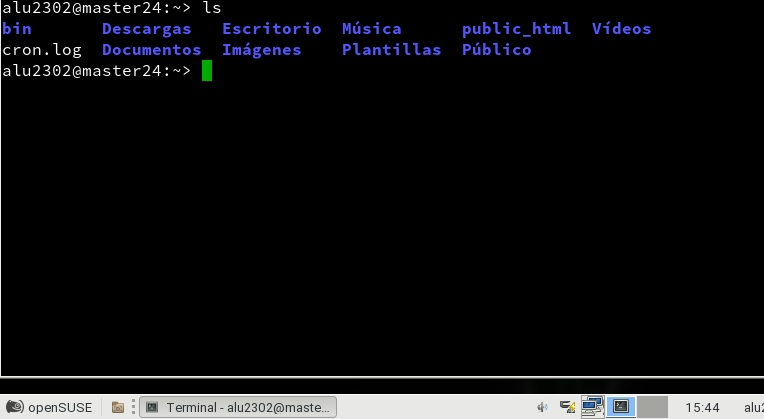 alu2302@master24:~> ls
bin Descargas Escritorio Música public_html Vídeos
cron.log Documentos Imágenes Plantillas Público
alu2302@master24:~>
openSUSE Terminal - alu2302@maste... 15:44 alu2